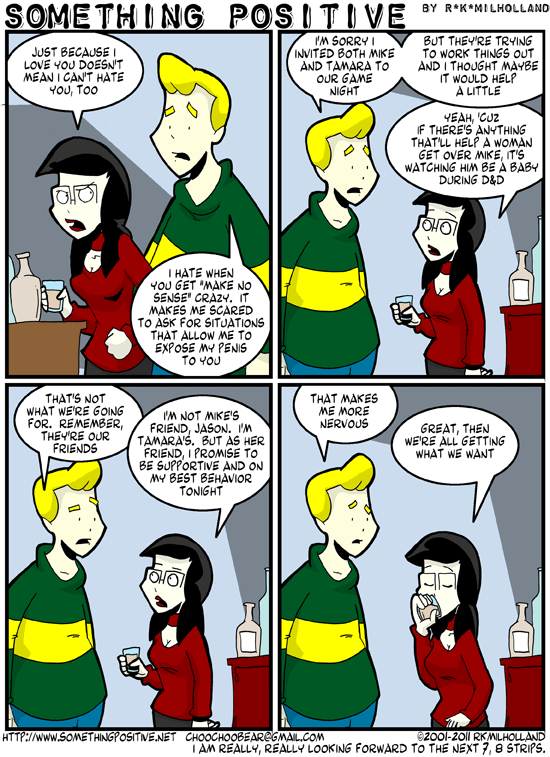 SOMETHING POSITIVE BY R*K*MILHOLLAND
JUST BECAUSE I
LOVE YOU DOESN'T
MEAN I CAN'T HATE
YOU, TOO
I HATE WHEN
YOU GET "MAKE NO
SENSE" CRAZY. IT
MAKES ME SCARED
TO ASK FOR SITUATIONS
THAT ALLOW ME TO
EXPOSE MY PENIS
TO YOU
I'M SORRY I
INVITED BOTH MIKE
AND TAMARA TO
OUR GAME
NIGHT
BUT THEY'RE TRYING
TO WORK THINGS OUT
AND I THOUGHT MAYBE
IT WOULD HELP
A LITTLE
YEAH, 'CUZ
IF THERE'S ANYTHING
THAT'LL HELP A WOMAN
GET OVER MIKE, IT'S
WATCHING HIM BE A BABY
DURING D&D
THAT'S NOT
WHAT WE'RE GOING
FOR. REMEMBER,
THEY'RE OUR
FRIENDS
I'M NOT MIKE'S
FRIEND, JASON. I'M
TAMARA'S. BUT AS HER
FRIEND, I PROMISE TO
BE SUPPORTIVE AND ON
MY BEST BEHAVIOR
TONIGHT
THAT MAKES
ME MORE
NERVOUS
GREAT, THEN
WE'RE ALL GETTING
WHAT WE WANT
HTTP://WWW.SOMETHINGPOSITIVE.NET CHOOCHOOBEAR@GMAIL.COM ©2001-2011 RKMILHOLLAND
I AM REALLY, REALLY LOOKING FORWARD TO THE NEXT 7, 8 STRIPS.